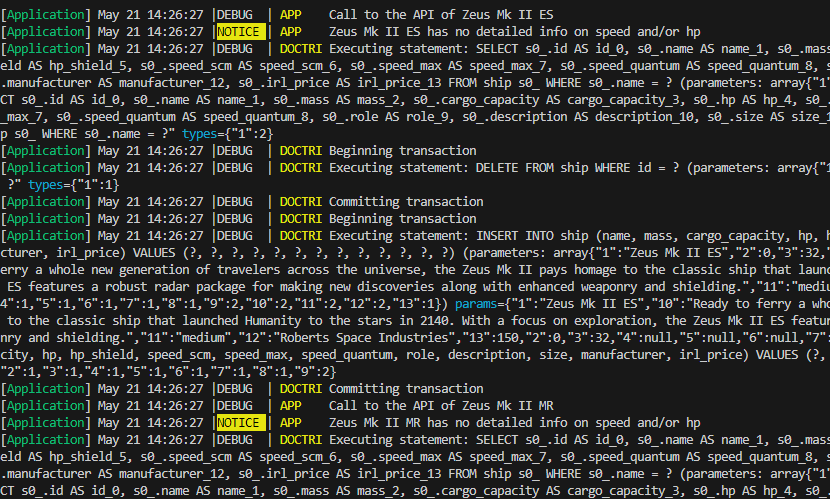 [Application] May 21 14:26:27 |DEBUG  | APP    Call to the API of Zeus Mk II ES
[Application] May 21 14:26:27 |NOTICE | APP    Zeus Mk II ES has no detailed info on speed and/or hp
[Application] May 21 14:26:27 |DEBUG  | DOCTRI Executing statement: SELECT s0_.id AS id_0, s0_.name AS name_1, s0_.mass
eld AS hp_shield_5, s0_.speed_scm AS speed_scm_6, s0_.speed_max AS speed_max_7, s0_.speed_quantum AS speed_quantum_8, s
.manufacturer AS manufacturer_12, s0_.irl_price AS irl_price_13 FROM ship s0_ WHERE s0_.name = ? (parameters: array{"1"
CT s0_.id AS id_0, s0_.name AS name_1, s0_.mass AS mass_2, s0_.cargo_capacity AS cargo_capacity_3, s0_.hp AS hp_4, s0_.
_max_7, s0_.speed_quantum AS speed_quantum_8, s0_.role AS role_9, s0_.description AS description_10, s0_.size AS size_1
p s0_ WHERE s0_.name = ?" types={"1":2}
[Application] May 21 14:26:27 |DEBUG  | DOCTRI Beginning transaction
[Application] May 21 14:26:27 |DEBUG  | DOCTRI Executing statement: DELETE FROM ship WHERE id = ? (parameters: array{"1
 ?" types={"1":1}
[Application] May 21 14:26:27 |DEBUG  | DOCTRI Committing transaction
[Application] May 21 14:26:27 |DEBUG  | DOCTRI Beginning transaction
[Application] May 21 14:26:27 |DEBUG  | DOCTRI Executing statement: INSERT INTO ship (name, mass, cargo_capacity, hp, h
cturer, irl_price) VALUES (?, ?, ?, ?, ?, ?, ?, ?, ?, ?, ?, ?, ?) (parameters: array{"1":"Zeus Mk II ES","2":0,"3":32,"
erry a whole new generation of travelers across the universe, the Zeus Mk II pays homage to the classic ship that laun
 ES features a robust radar package for making new discoveries along with enhanced weaponry and shielding.","11":"mediu
4":1,"5":1,"6":1,"7":1,"8":1,"9":2,"10":2,"11":2,"12":2,"13":1}) params={"1":"Zeus Mk II ES","10":"Ready to ferry a who
 to the classic ship that launched Humanity to the stars in 2140. With a focus on exploration, the Zeus Mk II ES featur
nry and shielding.","11":"medium","12":"Roberts Space Industries","13":150,"2":0,"3":32,"4":null,"5":null,"6":null,"7":
city, hp, hp_shield, speed_scm, speed_max, speed_quantum, role, description, size, manufacturer, irl_price) VALUES (?,
"2":1,"3":1,"4":1,"5":1,"6":1,"7":1,"8":1,"9":2}
[Application] May 21 14:26:27 |DEBUG  | DOCTRI Committing transaction
[Application] May 21 14:26:27 |DEBUG  | APP    Call to the API of Zeus Mk II MR
[Application] May 21 14:26:27 |NOTICE | APP    Zeus Mk II MR has no detailed info on speed and/or hp
[Application] May 21 14:26:27 |DEBUG  | DOCTRI Executing statement: SELECT s0_.id AS id_0, s0_.name AS name_1, s0_.mass
eld AS hp_shield_5, s0_.speed_scm AS speed_scm_6, s0_.speed_max AS speed_max_7, s0_.speed_quantum AS speed_quantum_8, s
.manufacturer AS manufacturer_12, s0_.irl_price AS irl_price_13 FROM ship s0_ WHERE s0_.name = ? (parameters: array{"1"
CT s0_.id AS id_0, s0_.name AS name_1, s0_.mass AS mass_2, s0_.cargo_capacity AS cargo_capacity_3, s0_.hp AS hp_4, s0